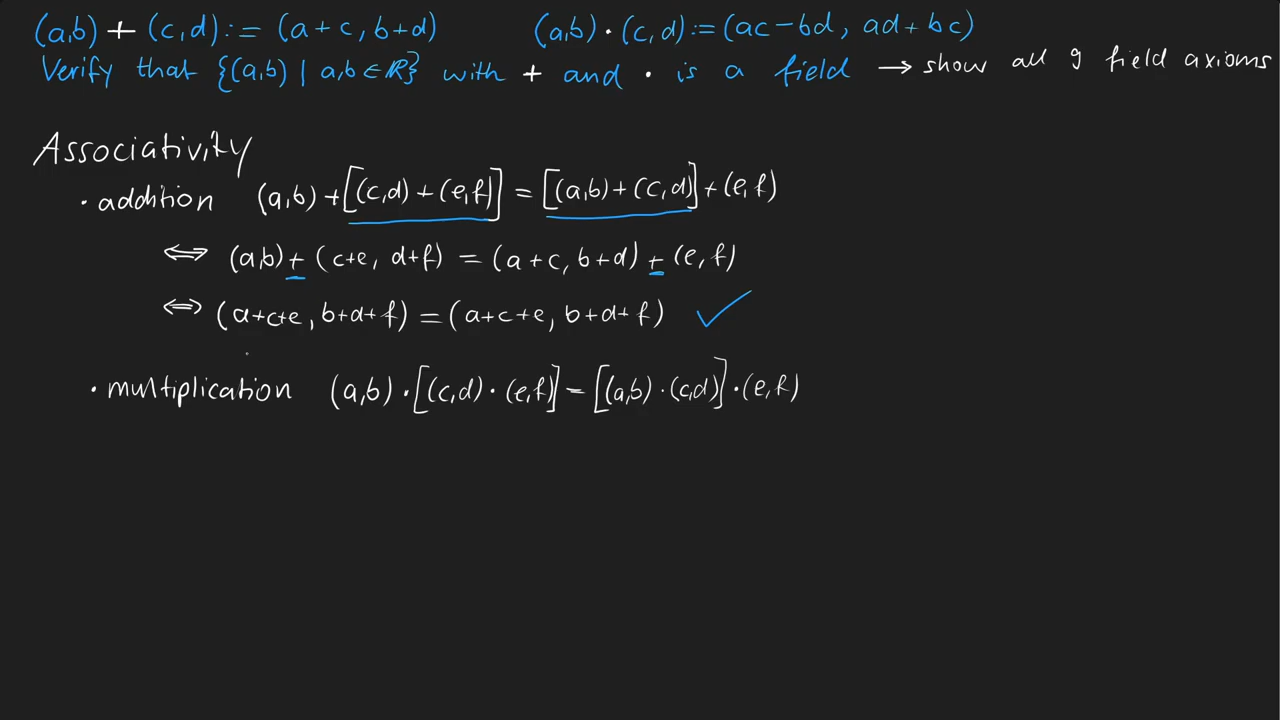 (a,b) + (c,d) := (a+c, b+d) (a,b) · (c,d) := (ac-bd, ad+bc)
Verify that {(a,b) | a,b ∈ ℝ} with + and · is a field → show all 9 field axioms
Associativity
· addition (a,b) + [(c,d) + (e,f)] = [(a,b) + (c,d)] + (e,f)
⇔ (a,b) + (c+e, d+f) = (a+c, b+d) + (e,f)
⇔ (a+c+e, b+d+f) = (a+c+e, b+d+f) ✓
· multiplication (a,b) · [(c,d) · (e,f)] = [(a,b) · (c,d)] · (e,f)